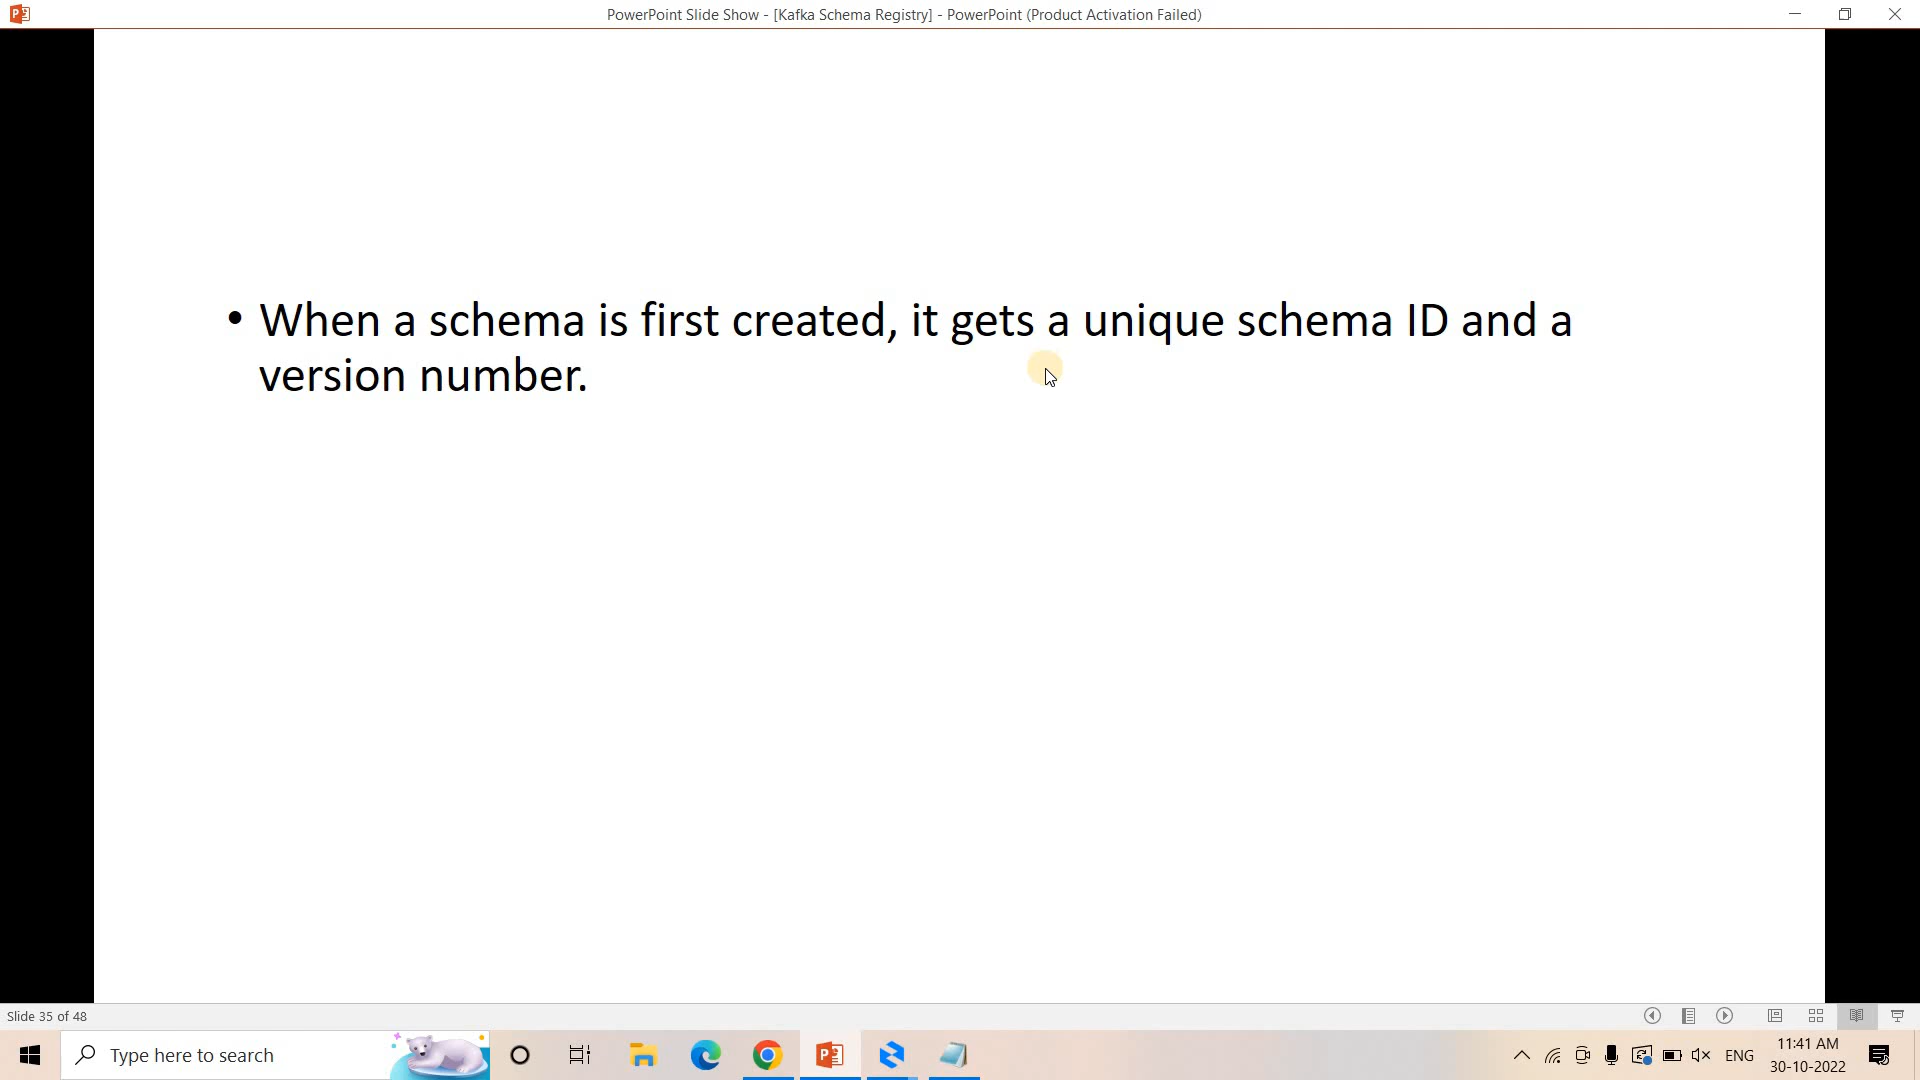 PowerPoint Slide Show - [Kafka Schema Registry] - PowerPoint (Product Activation Failed)
• When a schema is first created, it gets a unique schema ID and a
version number.
Slide 35 of 48
Type here to search
ENG
11:41 AM
30-10-2022